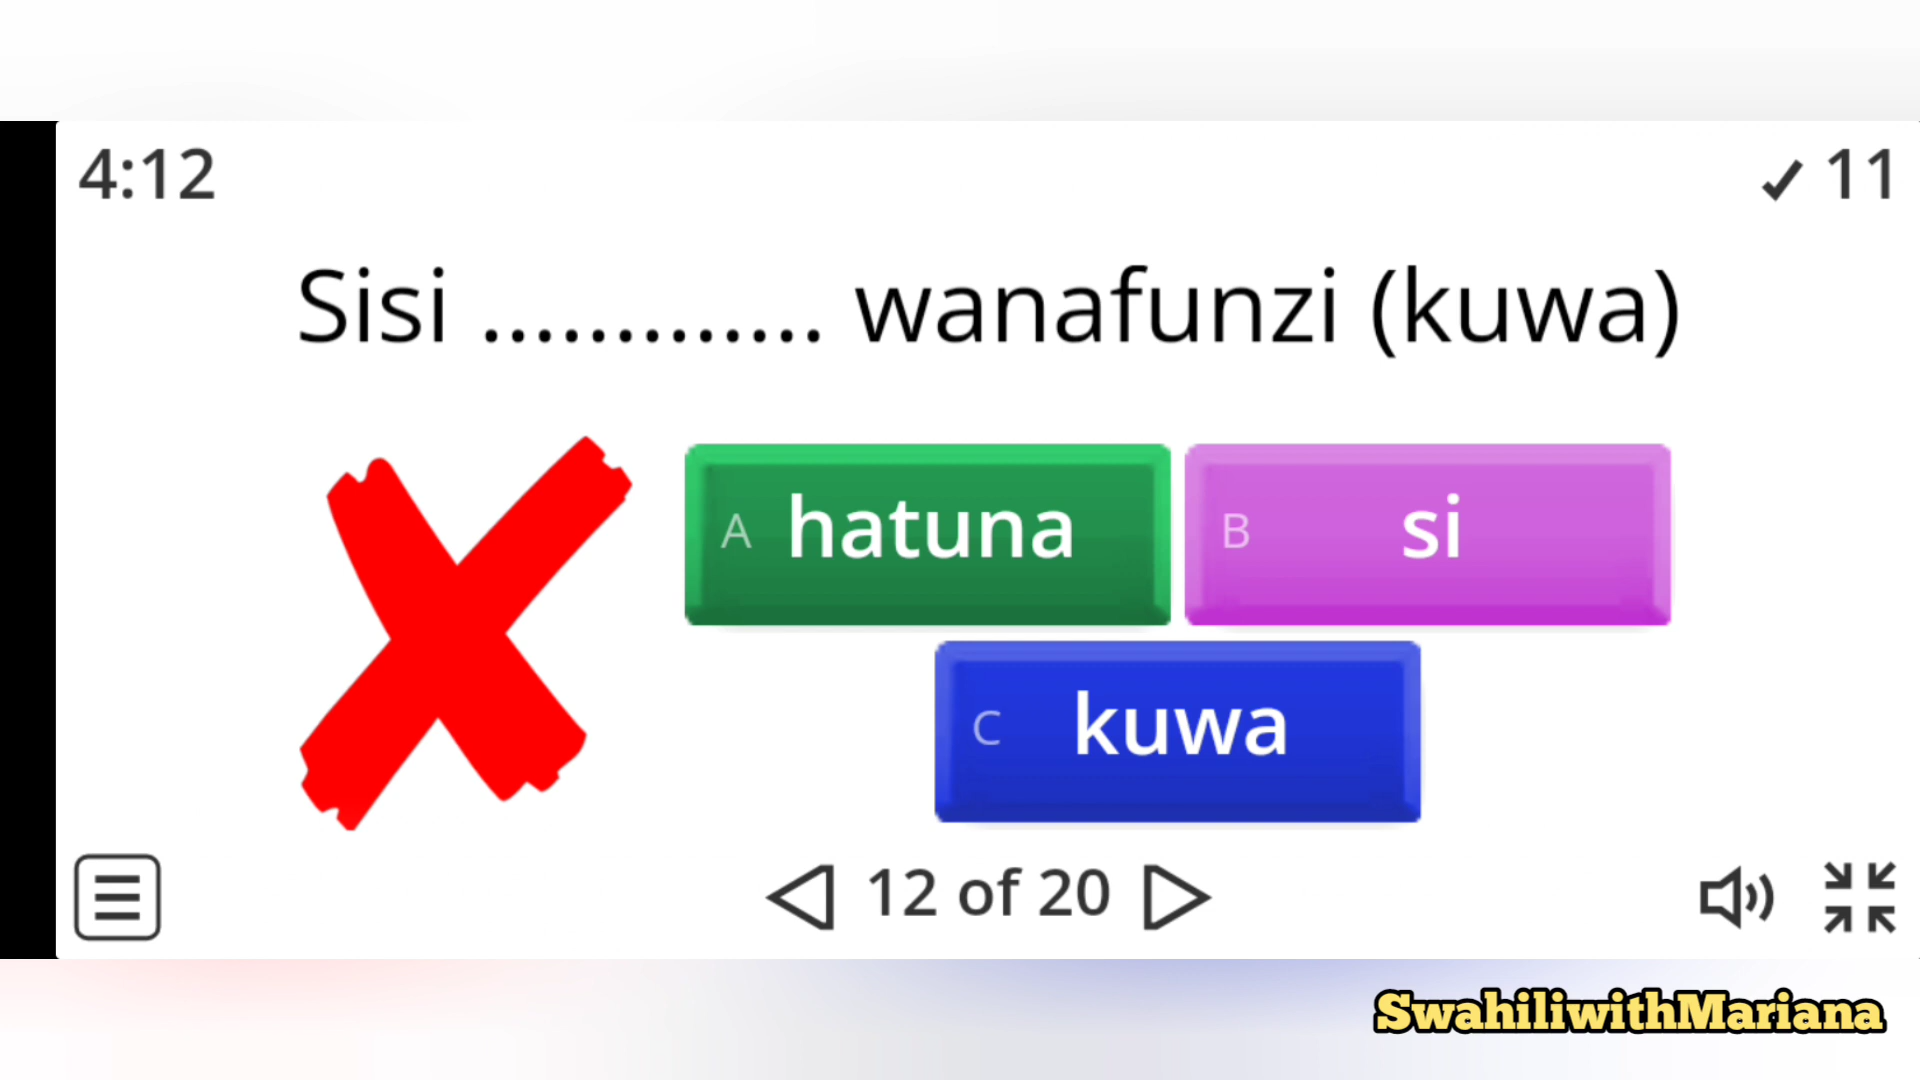 4:12
✓ 11
Sisi ............. wanafunzi (kuwa)
A hatuna
B si
C kuwa
12 of 20
SwahiliwithMariana